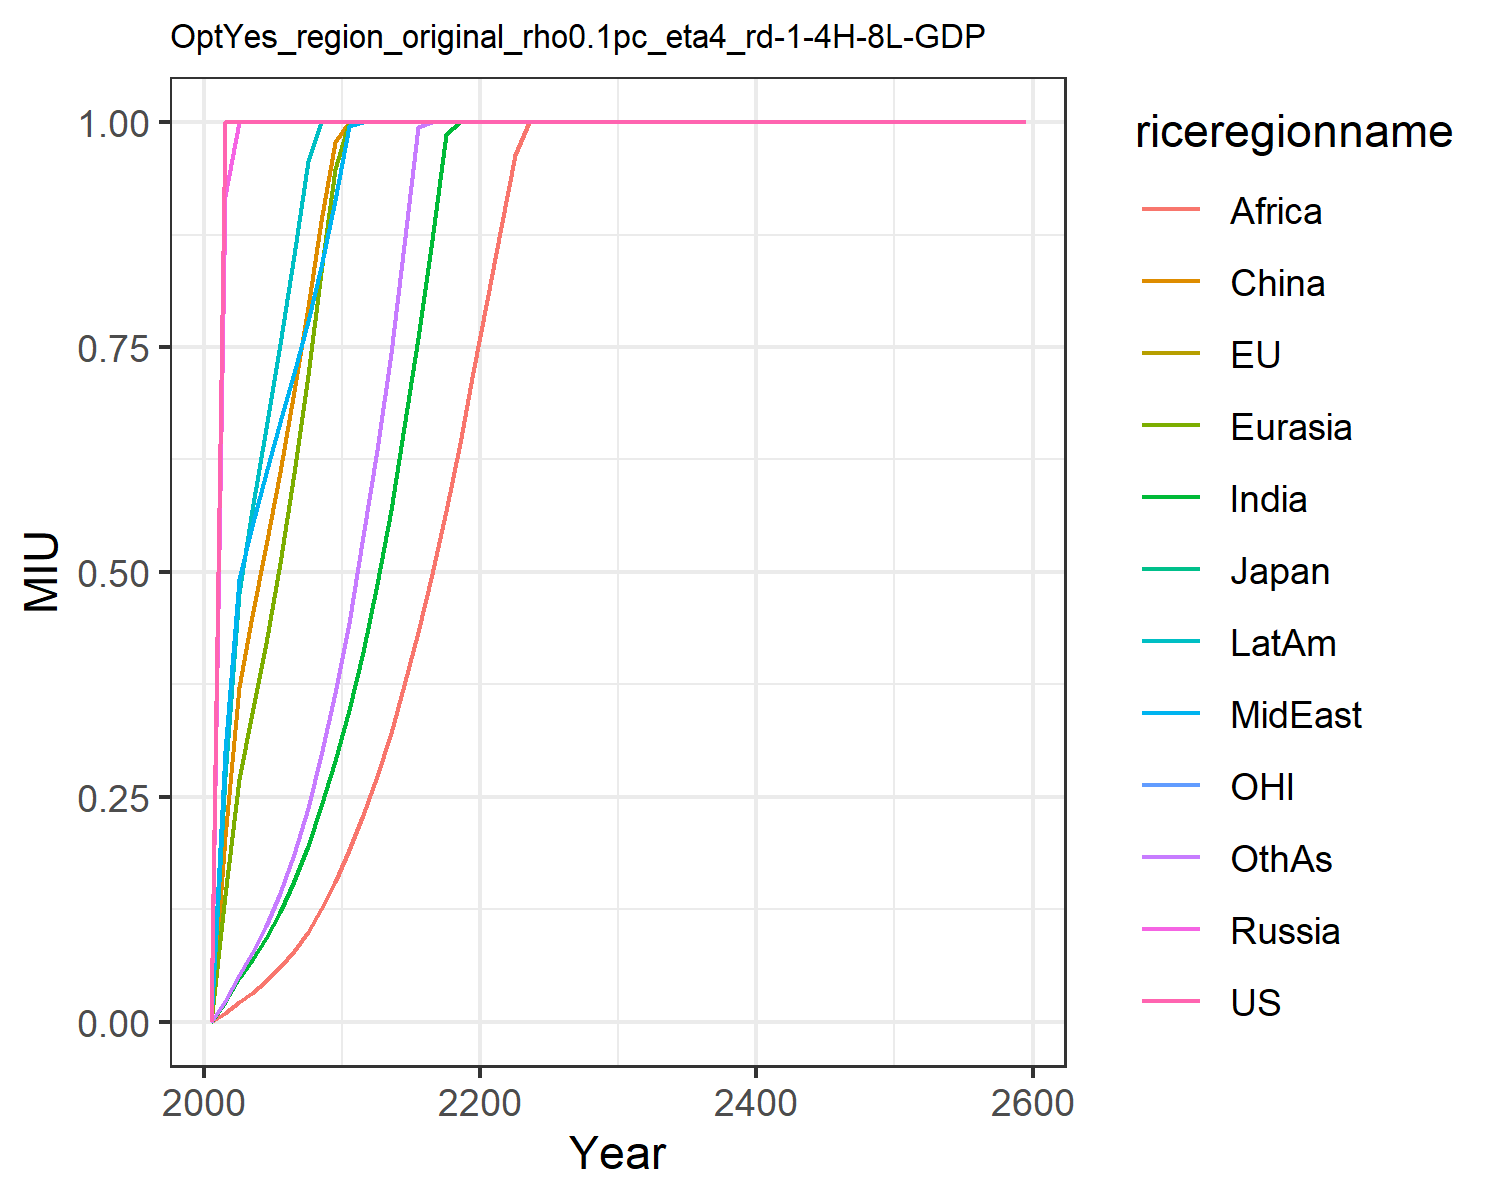 OptYes_region_original_rho0.1pc_eta4_rd-1-4H-8L-GDP
1.00
0.75
0.50
0.25
0.00
MIU
2000
2200
2400
2600
Year
riceregionname
Africa
China
EU
Eurasia
India
Japan
LatAm
MidEast
OHI
OthAs
Russia
US